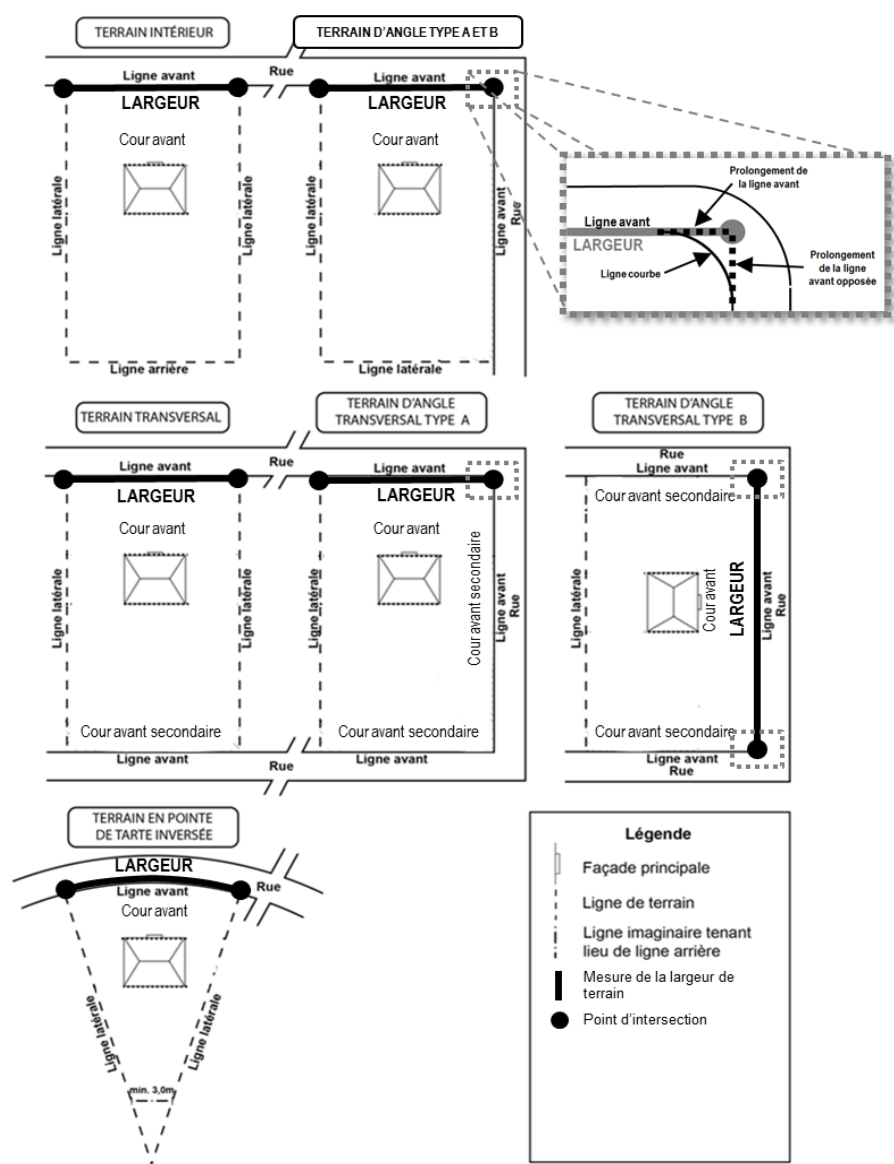 TERRAIN INTÉRIEUR
TERRAIN D'ANGLE TYPE A ET B
Ligne avant
Rue
Ligne avant
LARGEUR
LARGEUR
Cour avant
Cour avant
Ligne latérale
Ligne latérale
Ligne latérale
Ligne avant
Rue
Ligne arrière
Ligne latérale
Prolongement de
la ligne avant
Ligne avant
LARGEUR
Ligne courbe
Prolongement
de la ligne
avant opposée
TERRAIN TRANSVERSAL
TERRAIN D'ANGLE
TRANSVERSAL TYPE A
TERRAIN D'ANGLE
TRANSVERSAL TYPE B
Ligne avant
Rue
Ligne avant
LARGEUR
LARGEUR
Cour avant
Cour avant
Ligne latérale
Ligne latérale
Ligne latérale
Cour avant secondaire
Ligne avant
Rue
Cour avant secondaire
Cour avant secondaire
Ligne avant
Rue
Ligne avant
Rue
Ligne avant
Cour avant secondaire
Ligne latérale
Cour avant
LARGEUR
Ligne avant
Rue
Cour avant secondaire
Ligne avant
Rue
TERRAIN EN POINTE
DE TARTE INVERSÉE
LARGEUR
Ligne avant
Rue
Cour avant
Ligne latérale
Ligne latérale
min. 3,0m
Légende
Façade principale
Ligne de terrain
Ligne imaginaire tenant
lieu de ligne arrière
Mesure de la largeur de
terrain
Point d'intersection